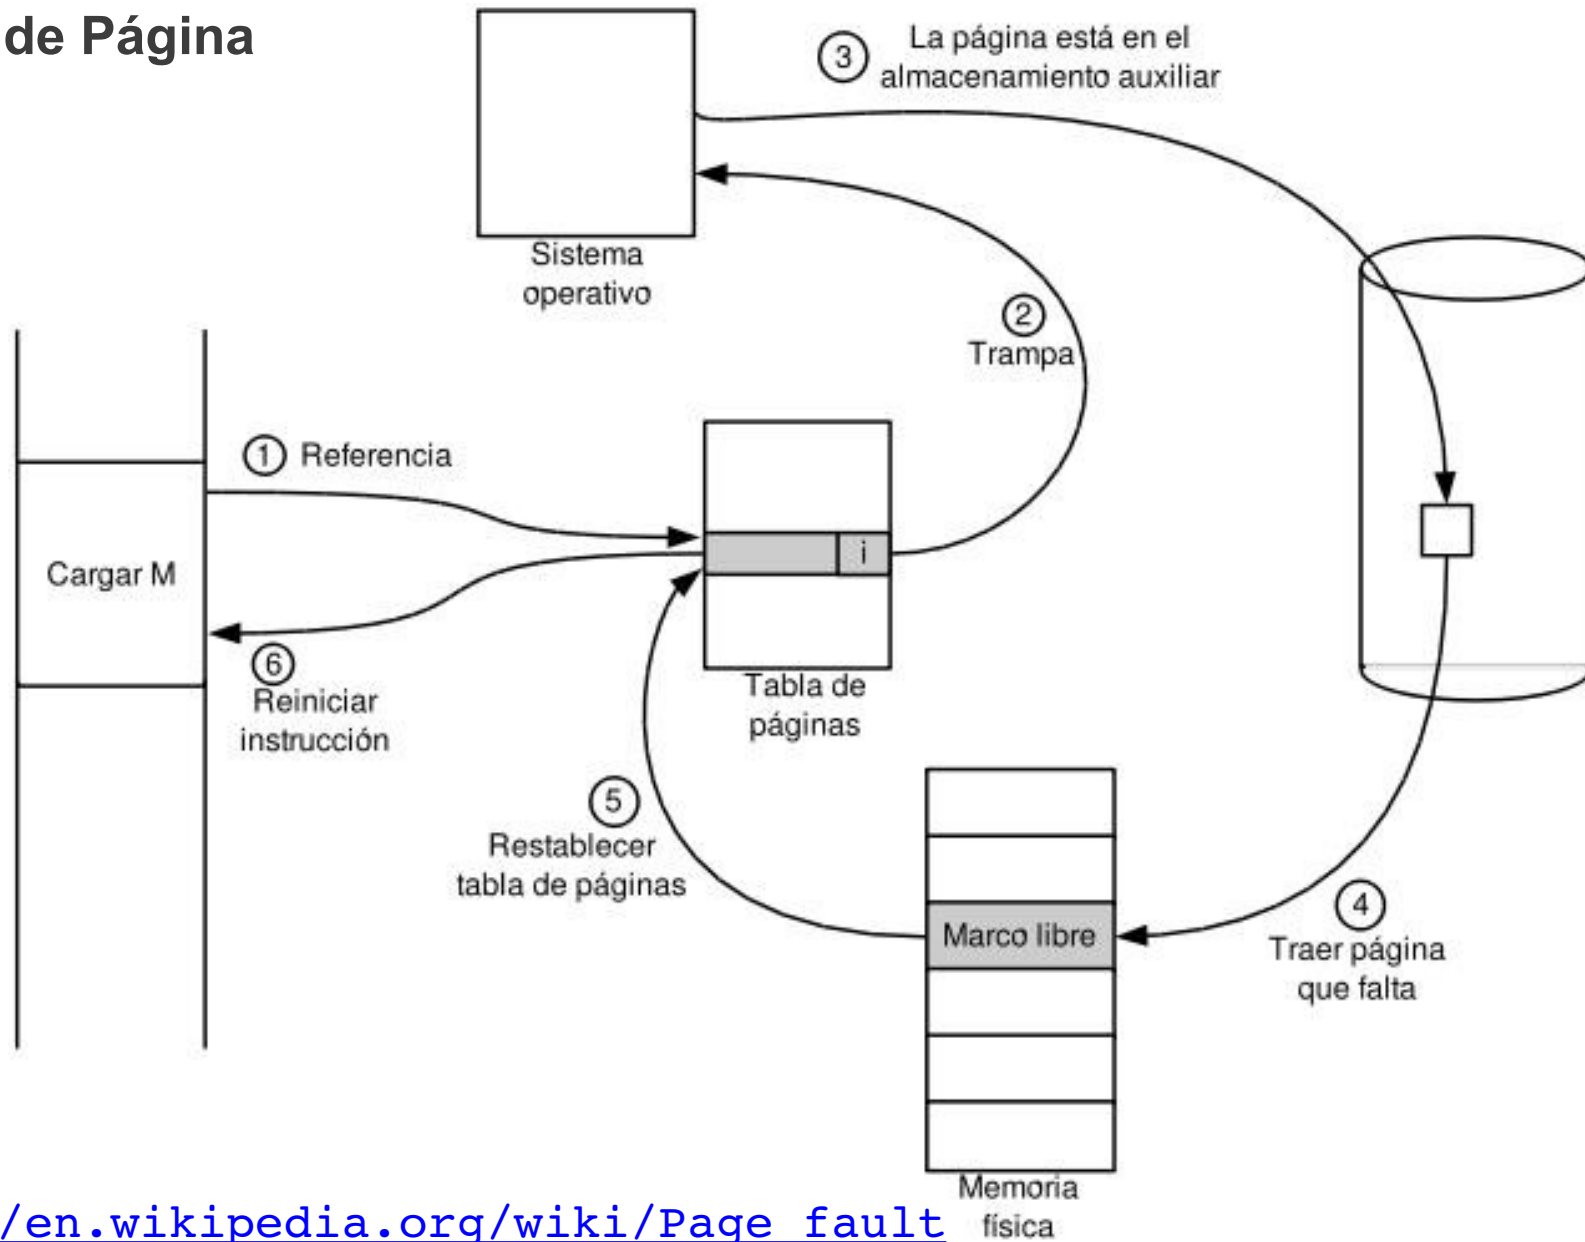 de Página
3
La página está en el
almacenamiento auxiliar
Sistema
operativo
2
Trampa
1 Referencia
i
Cargar M
6
Reiniciar
instrucción
Tabla de
páginas
5
Restablecer
tabla de páginas
Marco libre
4
Traer página
que falta
Memoria
física
/en.wikipedia.org/wiki/Page_fault